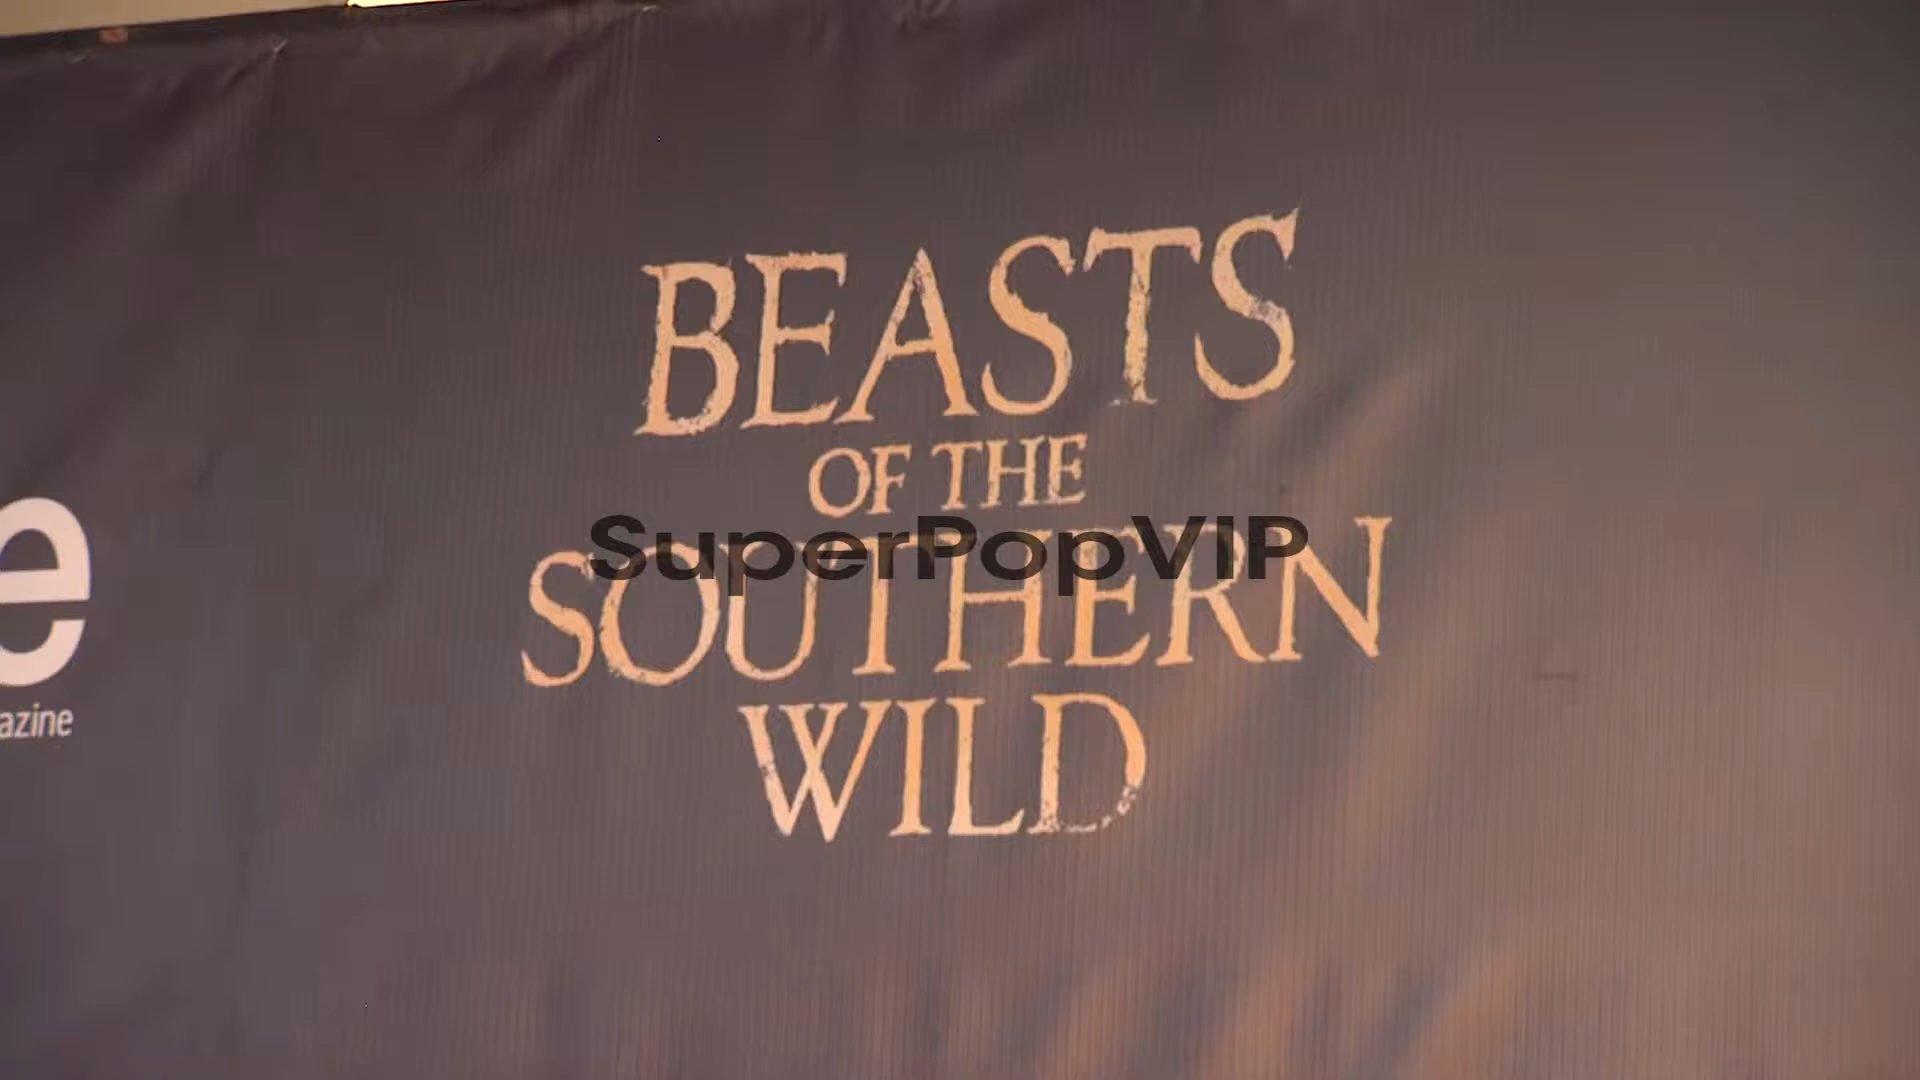 BEASTS
OF THE
SuperPopVIP
SOUTHERN
WILD
e
azine